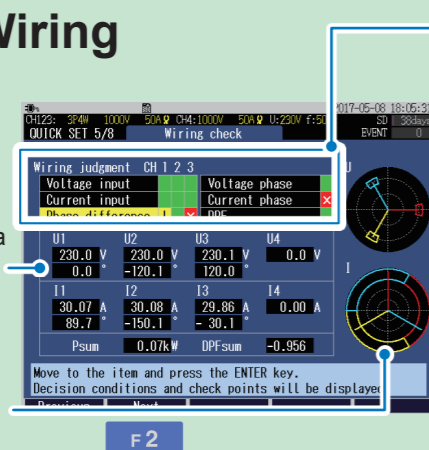 Wiring
2017-05-08 18:05:3
CH123: 3P4W 1000V 50A CH4:1000V 50A U:230V f:50
SD 38days
QUICK SET 5/8 Wiring check EVENT 0
Wiring judgment CH 1 2 3
Voltage input Voltage phase
Current input Current phase ×
Phase difference ! × DPF
U
a
U1 U2 U3 U4
230.0 V 230.0 V 230.1 V 0.0 V
0.0 ° -120.1 ° 120.0 °
I
I1 I2 I3 I4
30.07 A 30.08 A 29.86 A 0.00 A
89.7 ° -150.1 ° - 30.1 °
Psum 0.07kW DPFsum -0.956
Move to the item and press the ENTER key.
Decision conditions and check points will be displayed
Previous Next
F 2